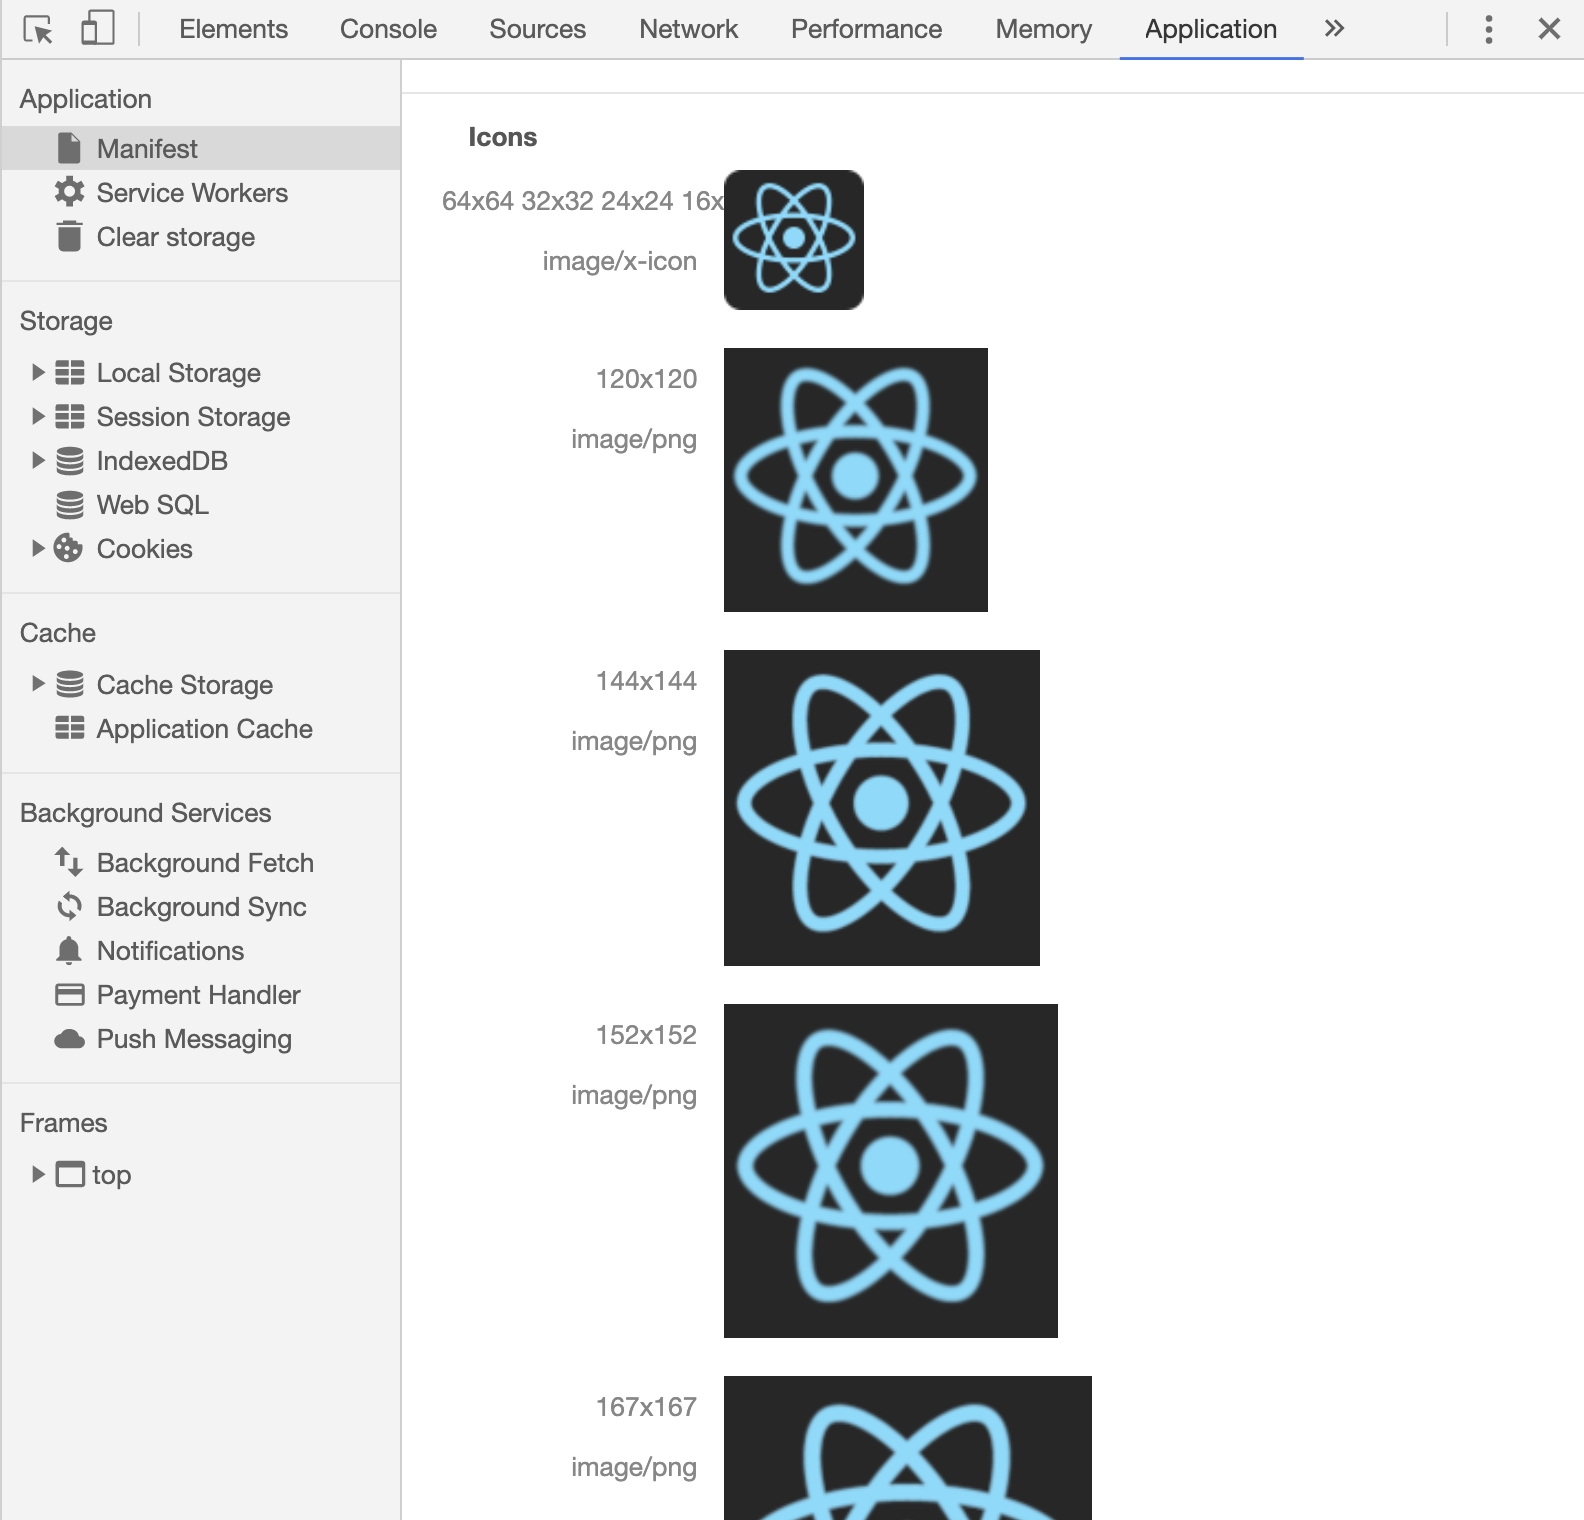 Elements Console Sources Network Performance Memory Application
Application
Manifest
Service Workers
Clear storage
Storage
Local Storage
Session Storage
IndexedDB
Web SQL
Cookies
Cache
Cache Storage
Application Cache
Background Services
Background Fetch
Background Sync
Notifications
Payment Handler
Push Messaging
Frames
top
Icons
64x64 32x32 24x24 16x
image/x-icon
120x120
image/png
144x144
image/png
152x152
image/png
167x167
image/png